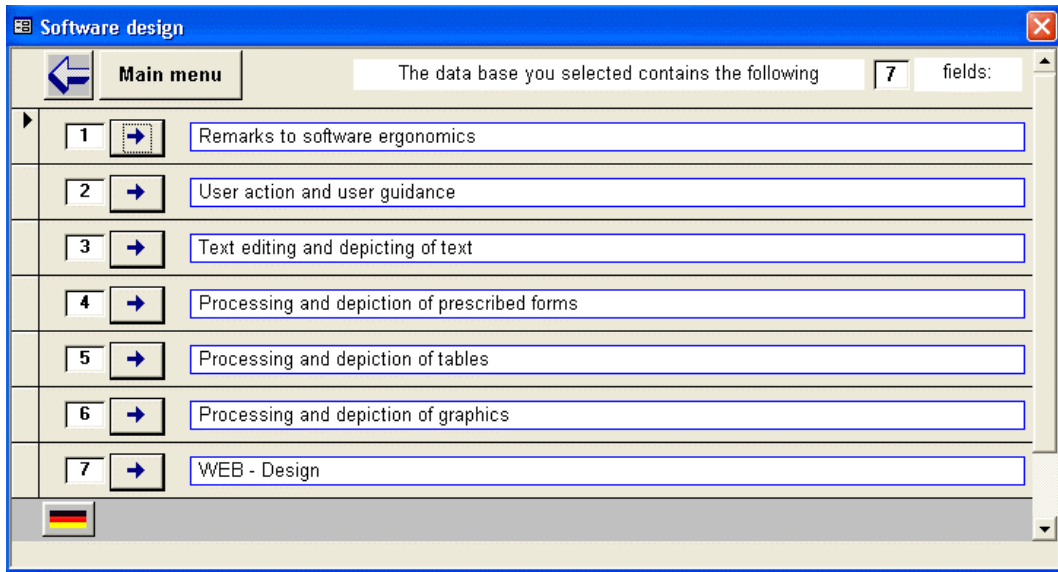 Software design
Main menu The data base you selected contains the following 7 fields:
1 Remarks to software ergonomics
2 User action and user guidance
3 Text editing and depicting of text
4 Processing and depiction of prescribed forms
5 Processing and depiction of tables
6 Processing and depiction of graphics
7 WEB - Design